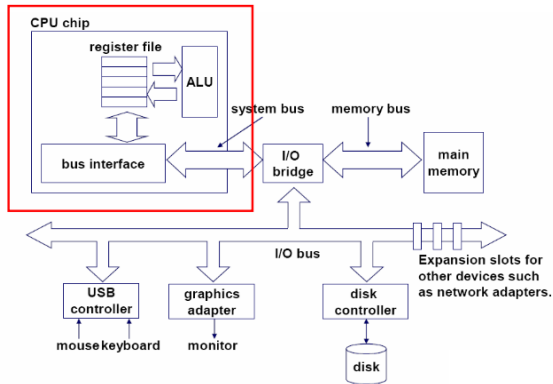 CPU chip
register file
ALU
system bus
memory bus
bus interface
I/O
bridge
main
memory
I/O bus
Expansion slots for
other devices such
as network adapters.
USB
controller
graphics
adapter
disk
controller
mouse
keyboard
monitor
disk